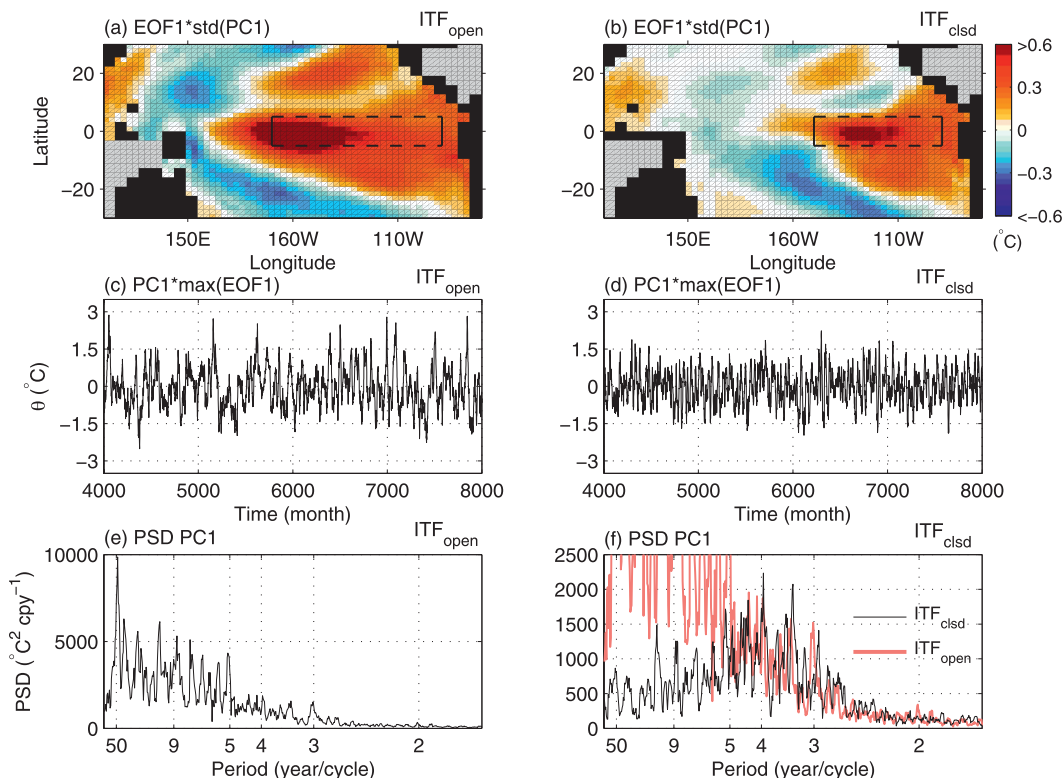 (a) EOF1*std(PC1) ITF_open
(b) EOF1*std(PC1) ITF_clsd
Latitude
20
0
−20
150E 160W 110W
Longitude
20
0
−20
150E 160W 110W
Longitude
>0.6
0.3
0
−0.3
<−0.6
(°C)
(c) PC1*max(EOF1) ITF_open
θ (°C)
3
1.5
0
−1.5
−3
4000 5000 6000 7000 8000
Time (month)
(d) PC1*max(EOF1) ITF_clsd
3
1.5
0
−1.5
−3
4000 5000 6000 7000 8000
Time (month)
(e) PSD PC1 ITF_open
PSD (°C² cpy⁻¹)
10000
5000
0
50 9 5 4 3 2
Period (year/cycle)
(f) PSD PC1 ITF_clsd
2500
2000
1500
1000
500
0
ITF_clsd
ITF_open
50 9 5 4 3 2
Period (year/cycle)